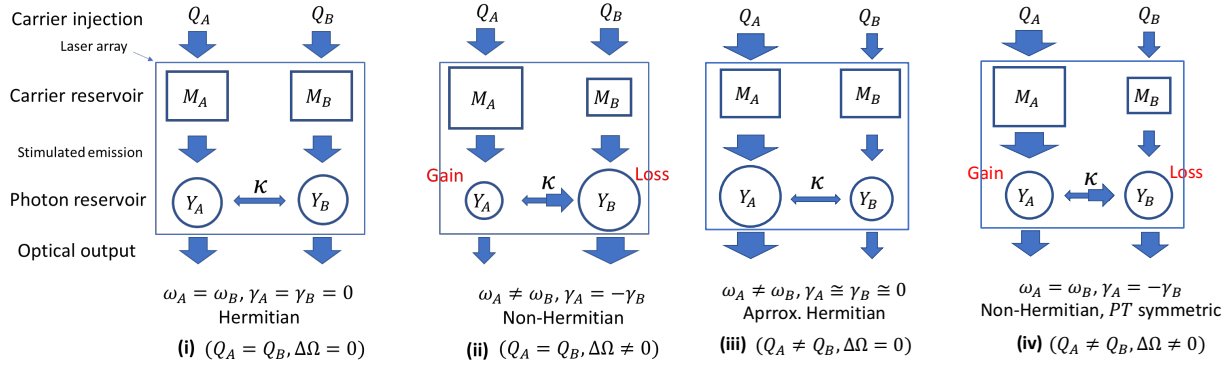 Carrier injection
Laser array
Carrier reservoir
Stimulated emission
Photon reservoir
Optical output
Q_A Q_B
M_A M_B
κ
Y_A Y_B
ω_A = ω_B, γ_A = γ_B = 0
Hermitian
(i) (Q_A = Q_B, ΔΩ = 0)
Q_A Q_B
M_A M_B
Gain κ Loss
Y_A Y_B
ω_A ≠ ω_B, γ_A = −γ_B
Non-Hermitian
(ii) (Q_A = Q_B, ΔΩ ≠ 0)
Q_A Q_B
M_A M_B
κ
Y_A Y_B
ω_A ≠ ω_B, γ_A ≅ γ_B ≅ 0
Aprrox. Hermitian
(iii) (Q_A ≠ Q_B, ΔΩ = 0)
Q_A Q_B
M_A M_B
Gain κ Loss
Y_A Y_B
ω_A = ω_B, γ_A = −γ_B
Non-Hermitian, PT symmetric
(iv) (Q_A ≠ Q_B, ΔΩ ≠ 0)